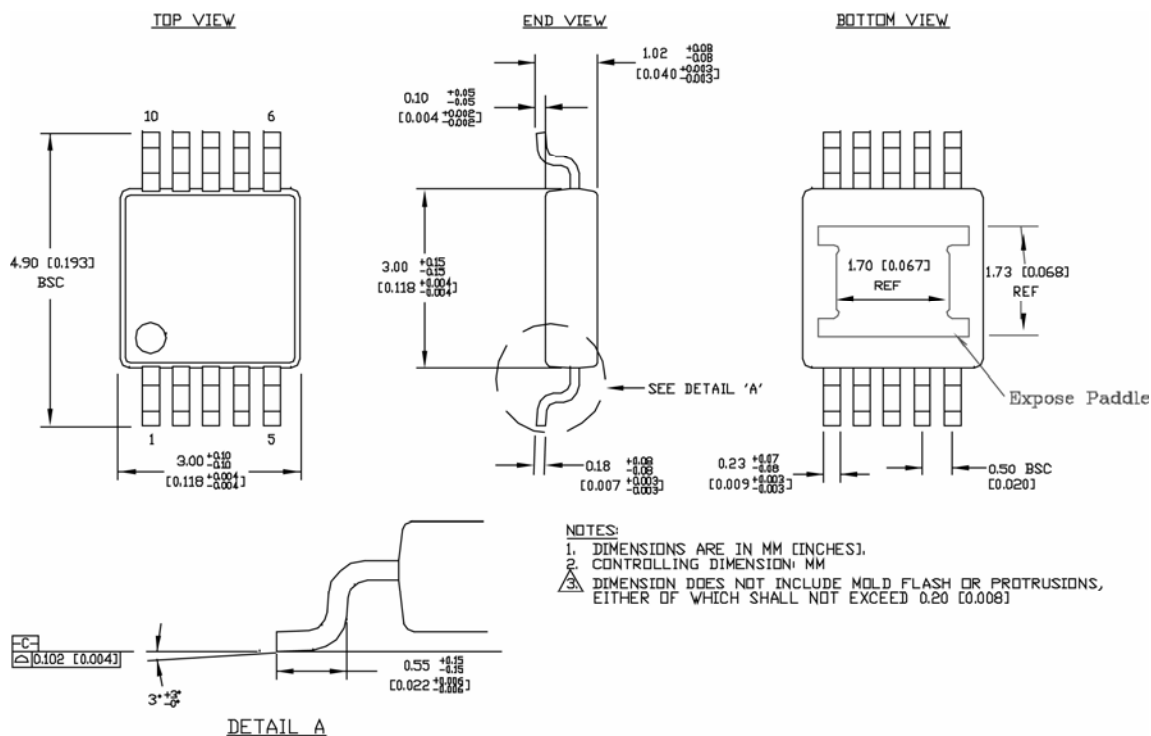 TOP VIEW
END VIEW
BOTTOM VIEW
10
6
4.90 [0.193]
BSC
1
5
3.00 +0.10 -0.10
[0.118 +0.004 -0.004]
1.02 +0.08 -0.08
[0.040 +0.003 -0.003]
0.10 +0.05 -0.05
[0.004 +0.002 -0.002]
3.00 +0.15 -0.15
[0.118 +0.004 -0.004]
SEE DETAIL 'A'
0.18 +0.08 -0.08
[0.007 +0.003 -0.003]
1.70 [0.067]
REF
1.73 [0.068]
REF
Expose Paddle
0.23 +0.07 -0.08
[0.009 +0.003 -0.003]
0.50 BSC
[0.020]
NOTES:
1. DIMENSIONS ARE IN MM [INCHES].
2. CONTROLLING DIMENSION: MM
3. DIMENSION DOES NOT INCLUDE MOLD FLASH OR PROTRUSIONS,
EITHER OF WHICH SHALL NOT EXCEED 0.20 [0.008]
-C-
0.102 [0.004]
3° +3° -0°
0.55 +0.15 -0.15
[0.022 +0.006 -0.006]
DETAIL A